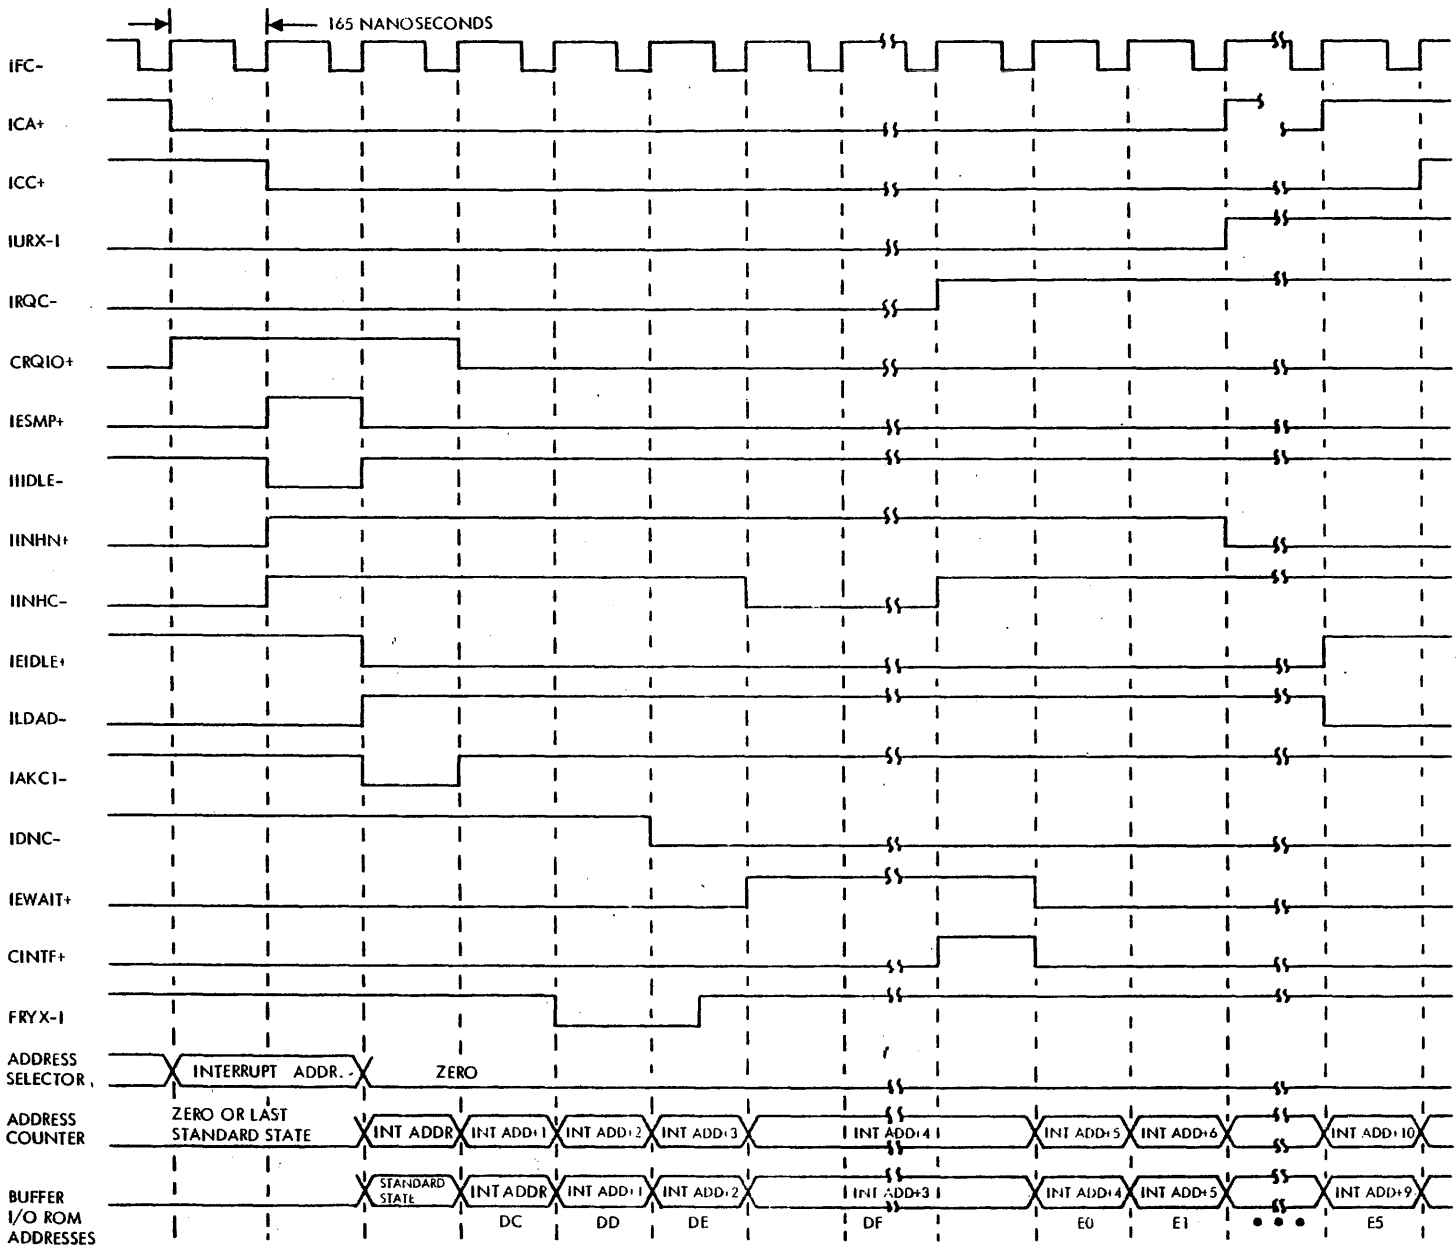 165 NANOSECONDS
IFC-
ICA+
ICC+
IURX-I
IRQC-
CRQIO+
IESMP+
IIIDLE-
IINHN+
IINHC-
IEIDLE+
ILDAD-
IAKC1-
IDNC-
IEWAIT+
CINTF+
FRYX-I
ADDRESS
SELECTOR
INTERRUPT ADDR.
ZERO
ADDRESS
COUNTER
ZERO OR LAST
STANDARD STATE
INT ADDR
INT ADD+1
INT ADD+2
INT ADD+3
INT ADD+4
INT ADD+5
INT ADD+6
INT ADD+10
BUFFER
I/O ROM
ADDRESSES
STANDARD
STATE
INT ADDR
INT ADD+1
INT ADD+2
INT ADD+3
INT ADD+4
INT ADD+5
INT ADD+9
DC
DD
DE
DF
E0
E1
• • •
E5